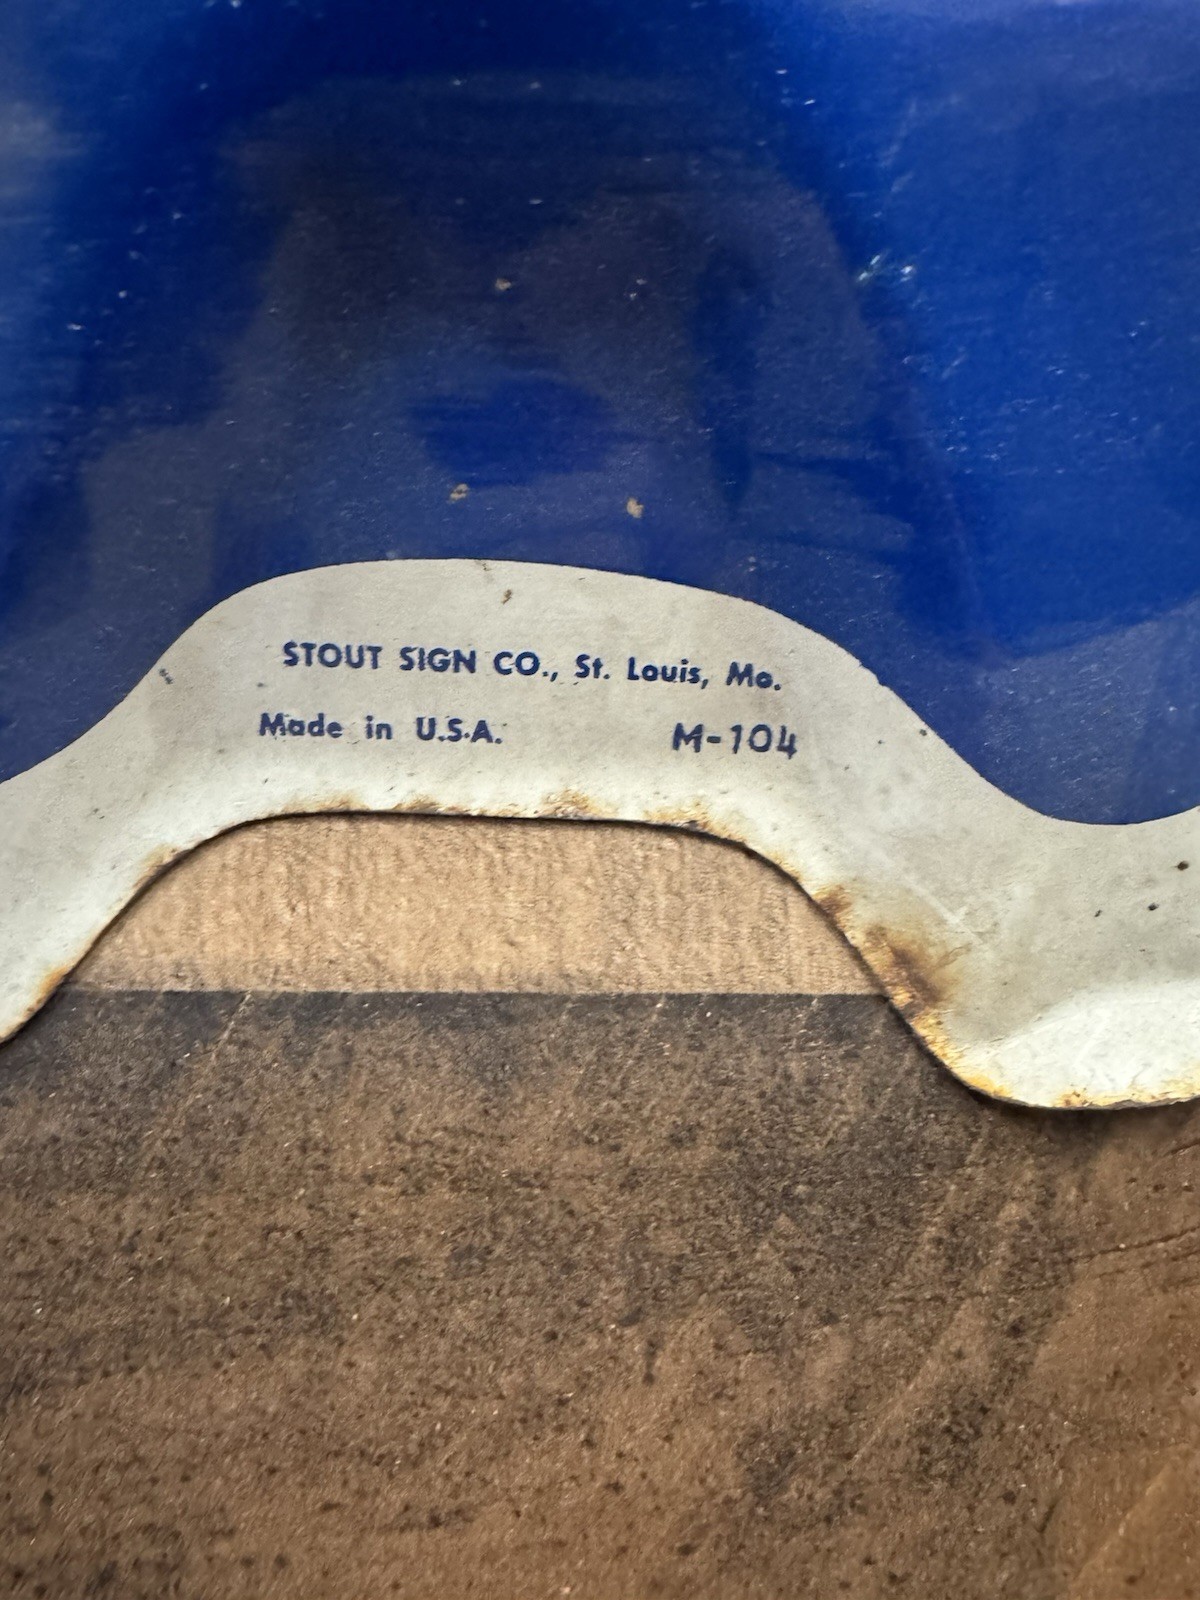 STOUT SIGN CO., St. Louis, Mo.
Made in U.S.A. M-104